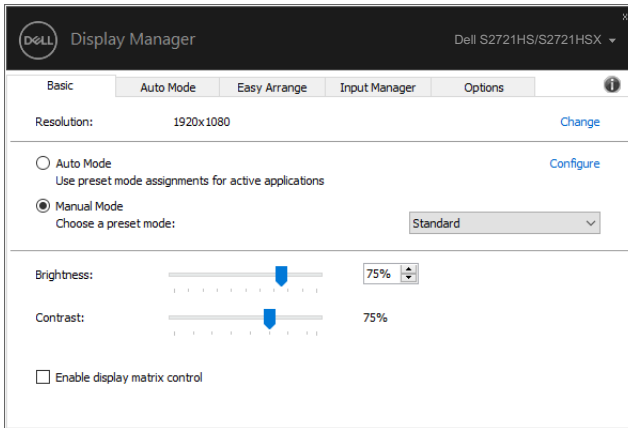 x
DELL Display Manager Dell S2721HS/S2721HSX
Basic Auto Mode Easy Arrange Input Manager Options i
Resolution: 1920x1080 Change
Auto Mode Configure
Use preset mode assignments for active applications
Manual Mode
Choose a preset mode: Standard
Brightness: 75%
Contrast: 75%
Enable display matrix control